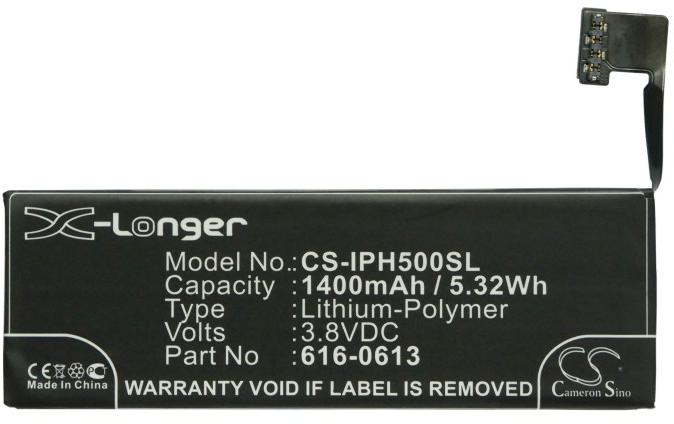 X-Longer
Model No.: CS-IPH500SL
Capacity : 1400mAh / 5.32Wh
Type : Lithium-Polymer
Volts : 3.8VDC
Part No : 616-0613
CE
Made In China
WARRANTY VOID IF LABEL IS REMOVED
CS
Cameron Sino